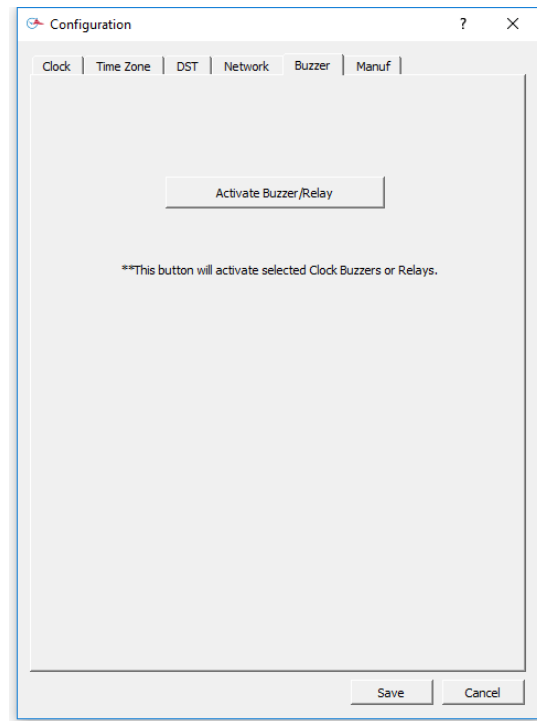 Configuration
Clock Time Zone DST Network Buzzer Manuf
Activate Buzzer/Relay
**This button will activate selected Clock Buzzers or Relays.
Save Cancel